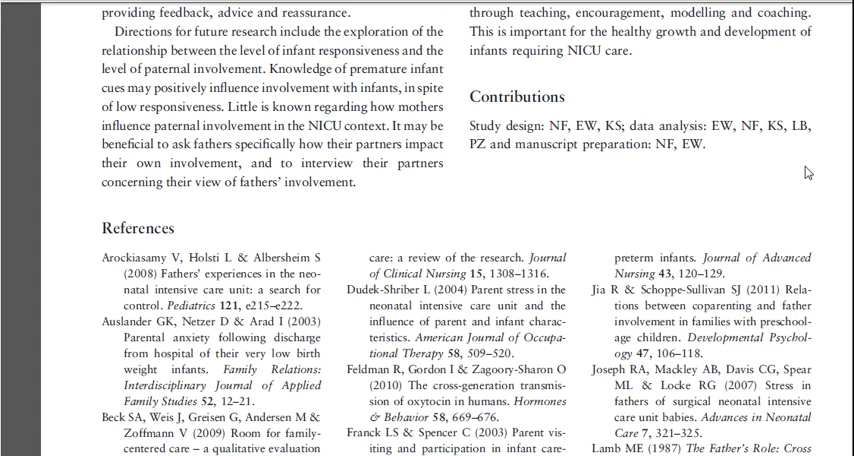 providing feedback, advice and reassurance.
Directions for future research include the exploration of the
relationship between the level of infant responsiveness and the
level of paternal involvement. Knowledge of premature infant
cues may positively influence involvement with infants, in spite
of low responsiveness. Little is known regarding how mothers
influence paternal involvement in the NICU context. It may be
beneficial to ask fathers specifically how their partners impact
their own involvement, and to interview their partners
concerning their view of fathers' involvement.
through teaching, encouragement, modelling and coaching.
This is important for the healthy growth and development of
infants requiring NICU care.
Contributions
Study design: NF, EW, KS; data analysis: EW, NF, KS, LB,
PZ and manuscript preparation: NF, EW.
References
Arockiasamy V, Holsti L & Albersheim S
(2008) Fathers' experiences in the neo-
natal intensive care unit: a search for
control. Pediatrics 121, e215–e222.
Auslander GK, Netzer D & Arad I (2003)
Parental anxiety following discharge
from hospital of their very low birth
weight infants. Family Relations:
Interdisciplinary Journal of Applied
Family Studies 52, 12–21.
Beck SA, Weis J, Greisen G, Andersen M &
Zoffmann V (2009) Room for family-
centered care – a qualitative evaluation
care: a review of the research. Journal
of Clinical Nursing 15, 1308–1316.
Dudek-Shriber L (2004) Parent stress in the
neonatal intensive care unit and the
influence of parent and infant charac-
teristics. American Journal of Occupa-
tional Therapy 58, 509–520.
Feldman R, Gordon I & Zagoory-Sharon O
(2010) The cross-generation transmis-
sion of oxytocin in humans. Hormones
& Behavior 58, 669–676.
Franck LS & Spencer C (2003) Parent vis-
iting and participation in infant care-
preterm infants. Journal of Advanced
Nursing 43, 120–129.
Jia R & Schoppe-Sullivan SJ (2011) Rela-
tions between coparenting and father
involvement in families with preschool-
age children. Developmental Psychol-
ogy 47, 106–118.
Joseph RA, Mackley AB, Davis CG, Spear
ML & Locke RG (2007) Stress in
fathers of surgical neonatal intensive
care unit babies. Advances in Neonatal
Care 7, 321–325.
Lamb ME (1987) The Father's Role: Cross